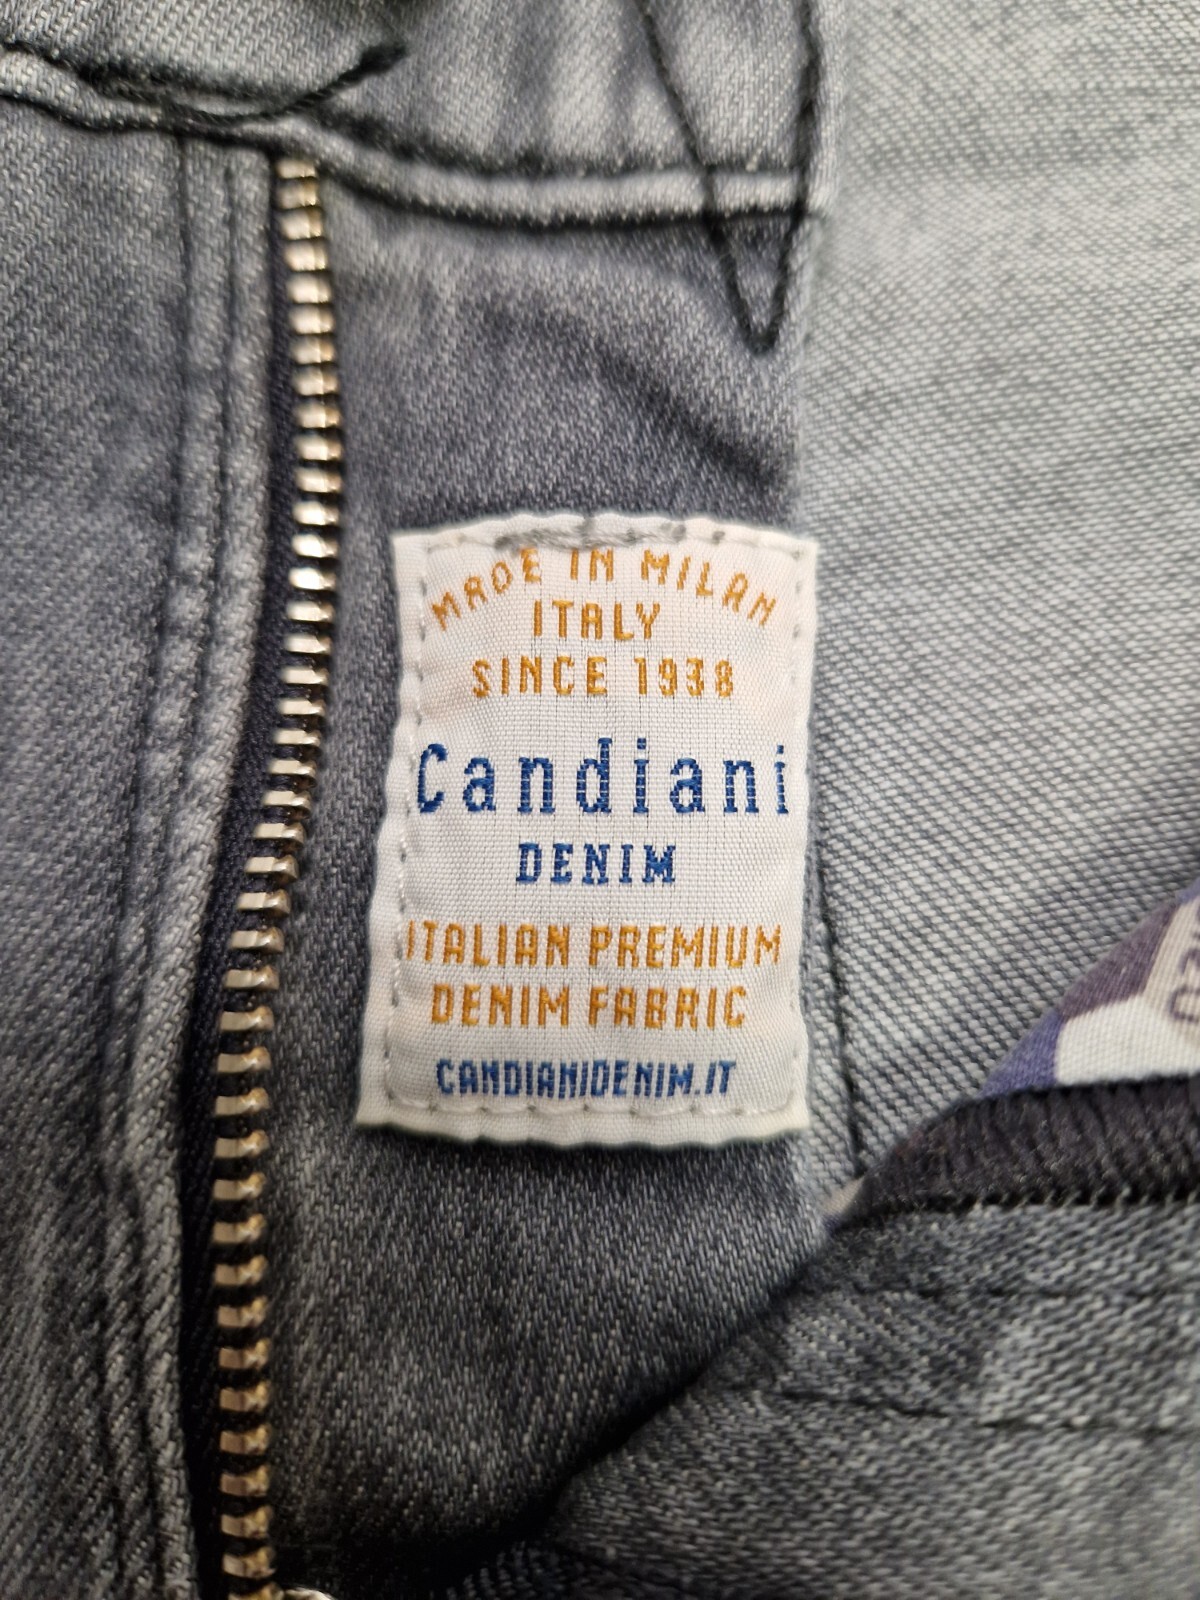 MADE IN MILAN
ITALY
SINCE 1938
Candiani
DENIM
ITALIAN PREMIUM
DENIM FABRIC
CANDIANIDENIM.IT